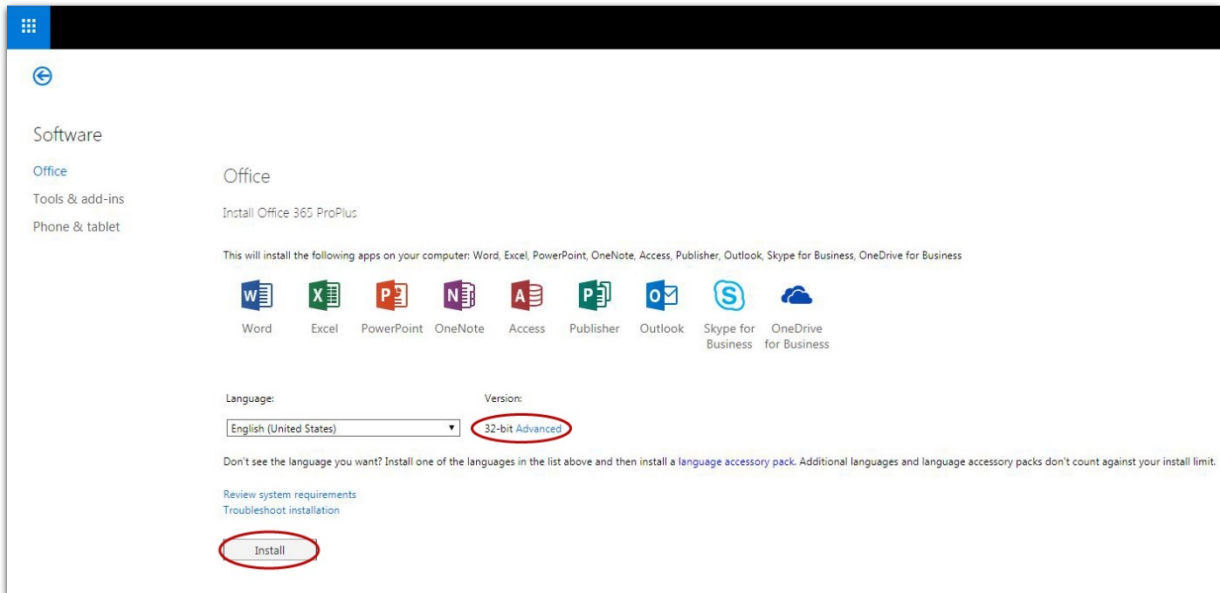 Software
Office
Tools & add-ins
Phone & tablet
Office
Install Office 365 ProPlus
This will install the following apps on your computer: Word, Excel, PowerPoint, OneNote, Access, Publisher, Outlook, Skype for Business, OneDrive for Business
Word Excel PowerPoint OneNote Access Publisher Outlook Skype for Business OneDrive for Business
Language: Version:
English (United States) 32-bit Advanced
Don't see the language you want? Install one of the languages in the list above and then install a language accessory pack. Additional languages and language accessory packs don't count against your install limit.
Review system requirements
Troubleshoot installation
Install